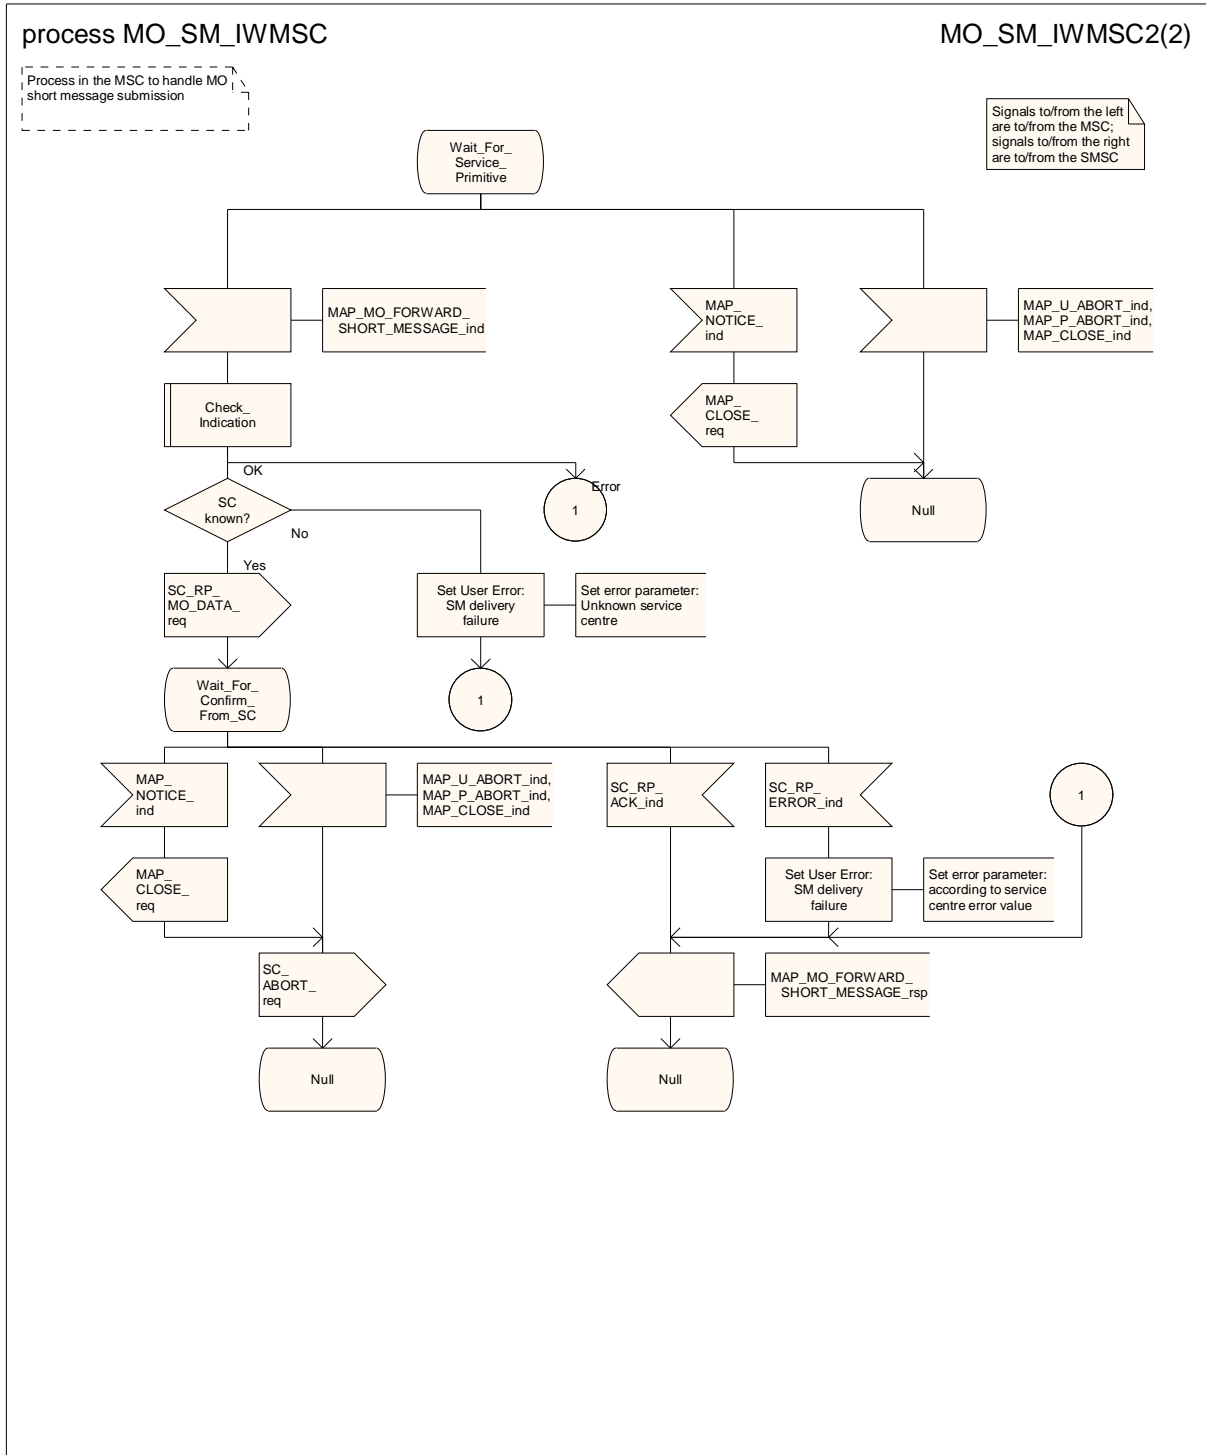 process MO_SM_IWMSC
MO_SM_IWMSC2(2)
Process in the MSC to handle MO
short message submission
Signals to/from the left
are to/from the MSC;
signals to/from the right
are to/from the SMSC
Wait_For_
Service_
Primitive
MAP_MO_FORWARD_
SHORT_MESSAGE_ind
MAP_
NOTICE_
ind
MAP_U_ABORT_ind,
MAP_P_ABORT_ind,
MAP_CLOSE_ind
Check_
Indication
MAP_
CLOSE_
req
OK
Error
SC
known?
1
Null
No
Yes
SC_RP_
MO_DATA_
req
Set User Error:
SM delivery
failure
Set error parameter:
Unknown service
centre
Wait_For_
Confirm_
From_SC
1
MAP_
NOTICE_
ind
MAP_U_ABORT_ind,
MAP_P_ABORT_ind,
MAP_CLOSE_ind
SC_RP_
ACK_ind
SC_RP_
ERROR_ind
1
MAP_
CLOSE_
req
Set User Error:
SM delivery
failure
Set error parameter:
according to service
centre error value
SC_
ABORT_
req
MAP_MO_FORWARD_
SHORT_MESSAGE_rsp
Null
Null